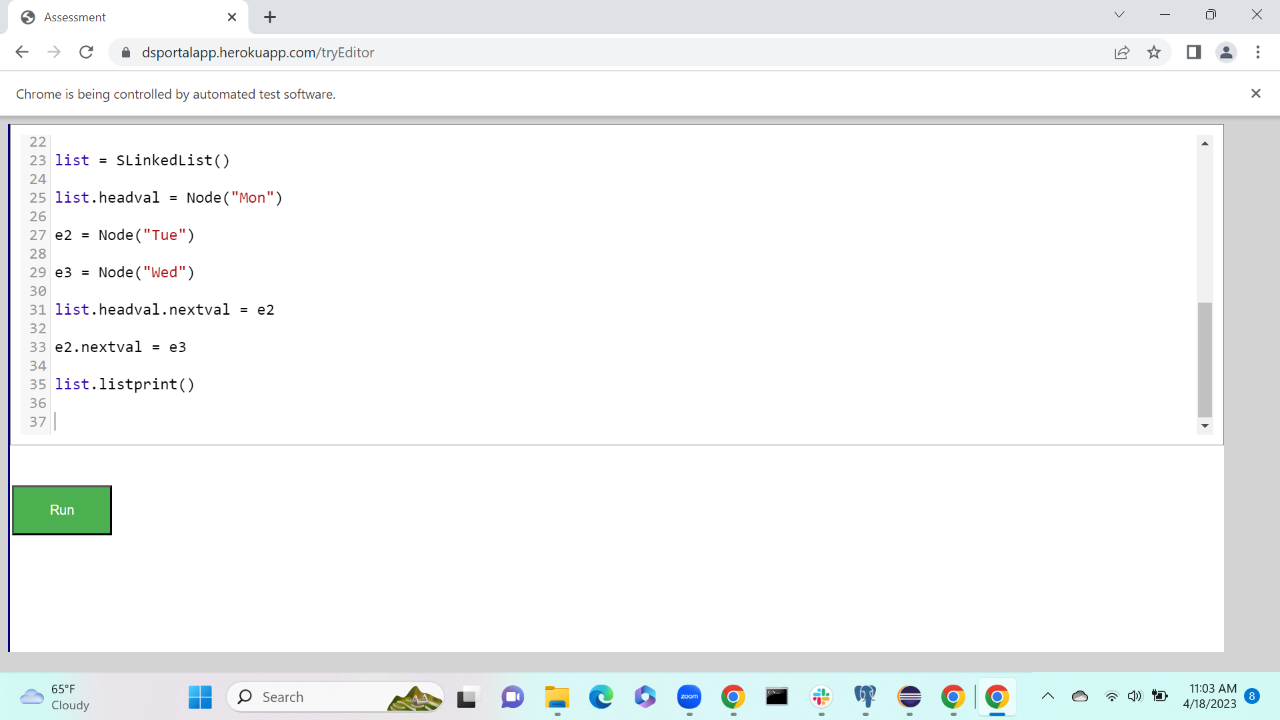 Assessment
dsportalapp.herokuapp.com/tryEditor
Chrome is being controlled by automated test software.
22
23 list = SLinkedList()
24
25 list.headval = Node("Mon")
26
27 e2 = Node("Tue")
28
29 e3 = Node("Wed")
30
31 list.headval.nextval = e2
32
33 e2.nextval = e3
34
35 list.listprint()
36
37
Run
65°F
Cloudy
Search
zoom
11:03 AM
4/18/2023
8